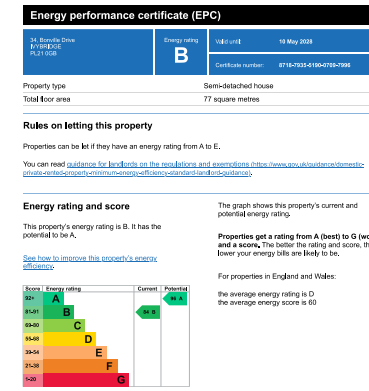 Energy performance certificate (EPC)
34, Bonville Drive
IVYBRIDGE
PL21 0GB
Energy rating
B
Valid until: 10 May 2028
Certificate number: 8718-7935-5190-0799-7996
Property type Semi-detached house
Total floor area 77 square metres
Rules on letting this property
Properties can be let if they have an energy rating from A to E.
You can read guidance for landlords on the regulations and exemptions (https://www.gov.uk/guidance/domestic-
private-rented-property-minimum-energy-efficiency-standard-landlord-guidance).
Energy rating and score
This property's energy rating is B. It has the
potential to be A.
See how to improve this property's energy
efficiency.
The graph shows this property's current and
potential energy rating.
Properties get a rating from A (best) to G (wo
and a score. The better the rating and score, th
lower your energy bills are likely to be.
For properties in England and Wales:
the average energy rating is D
the average energy score is 60
Score Energy rating Current Potential
92+ A 96 A
81-91 B 84 B
69-80 C
55-68 D
39-54 E
21-38 F
1-20 G